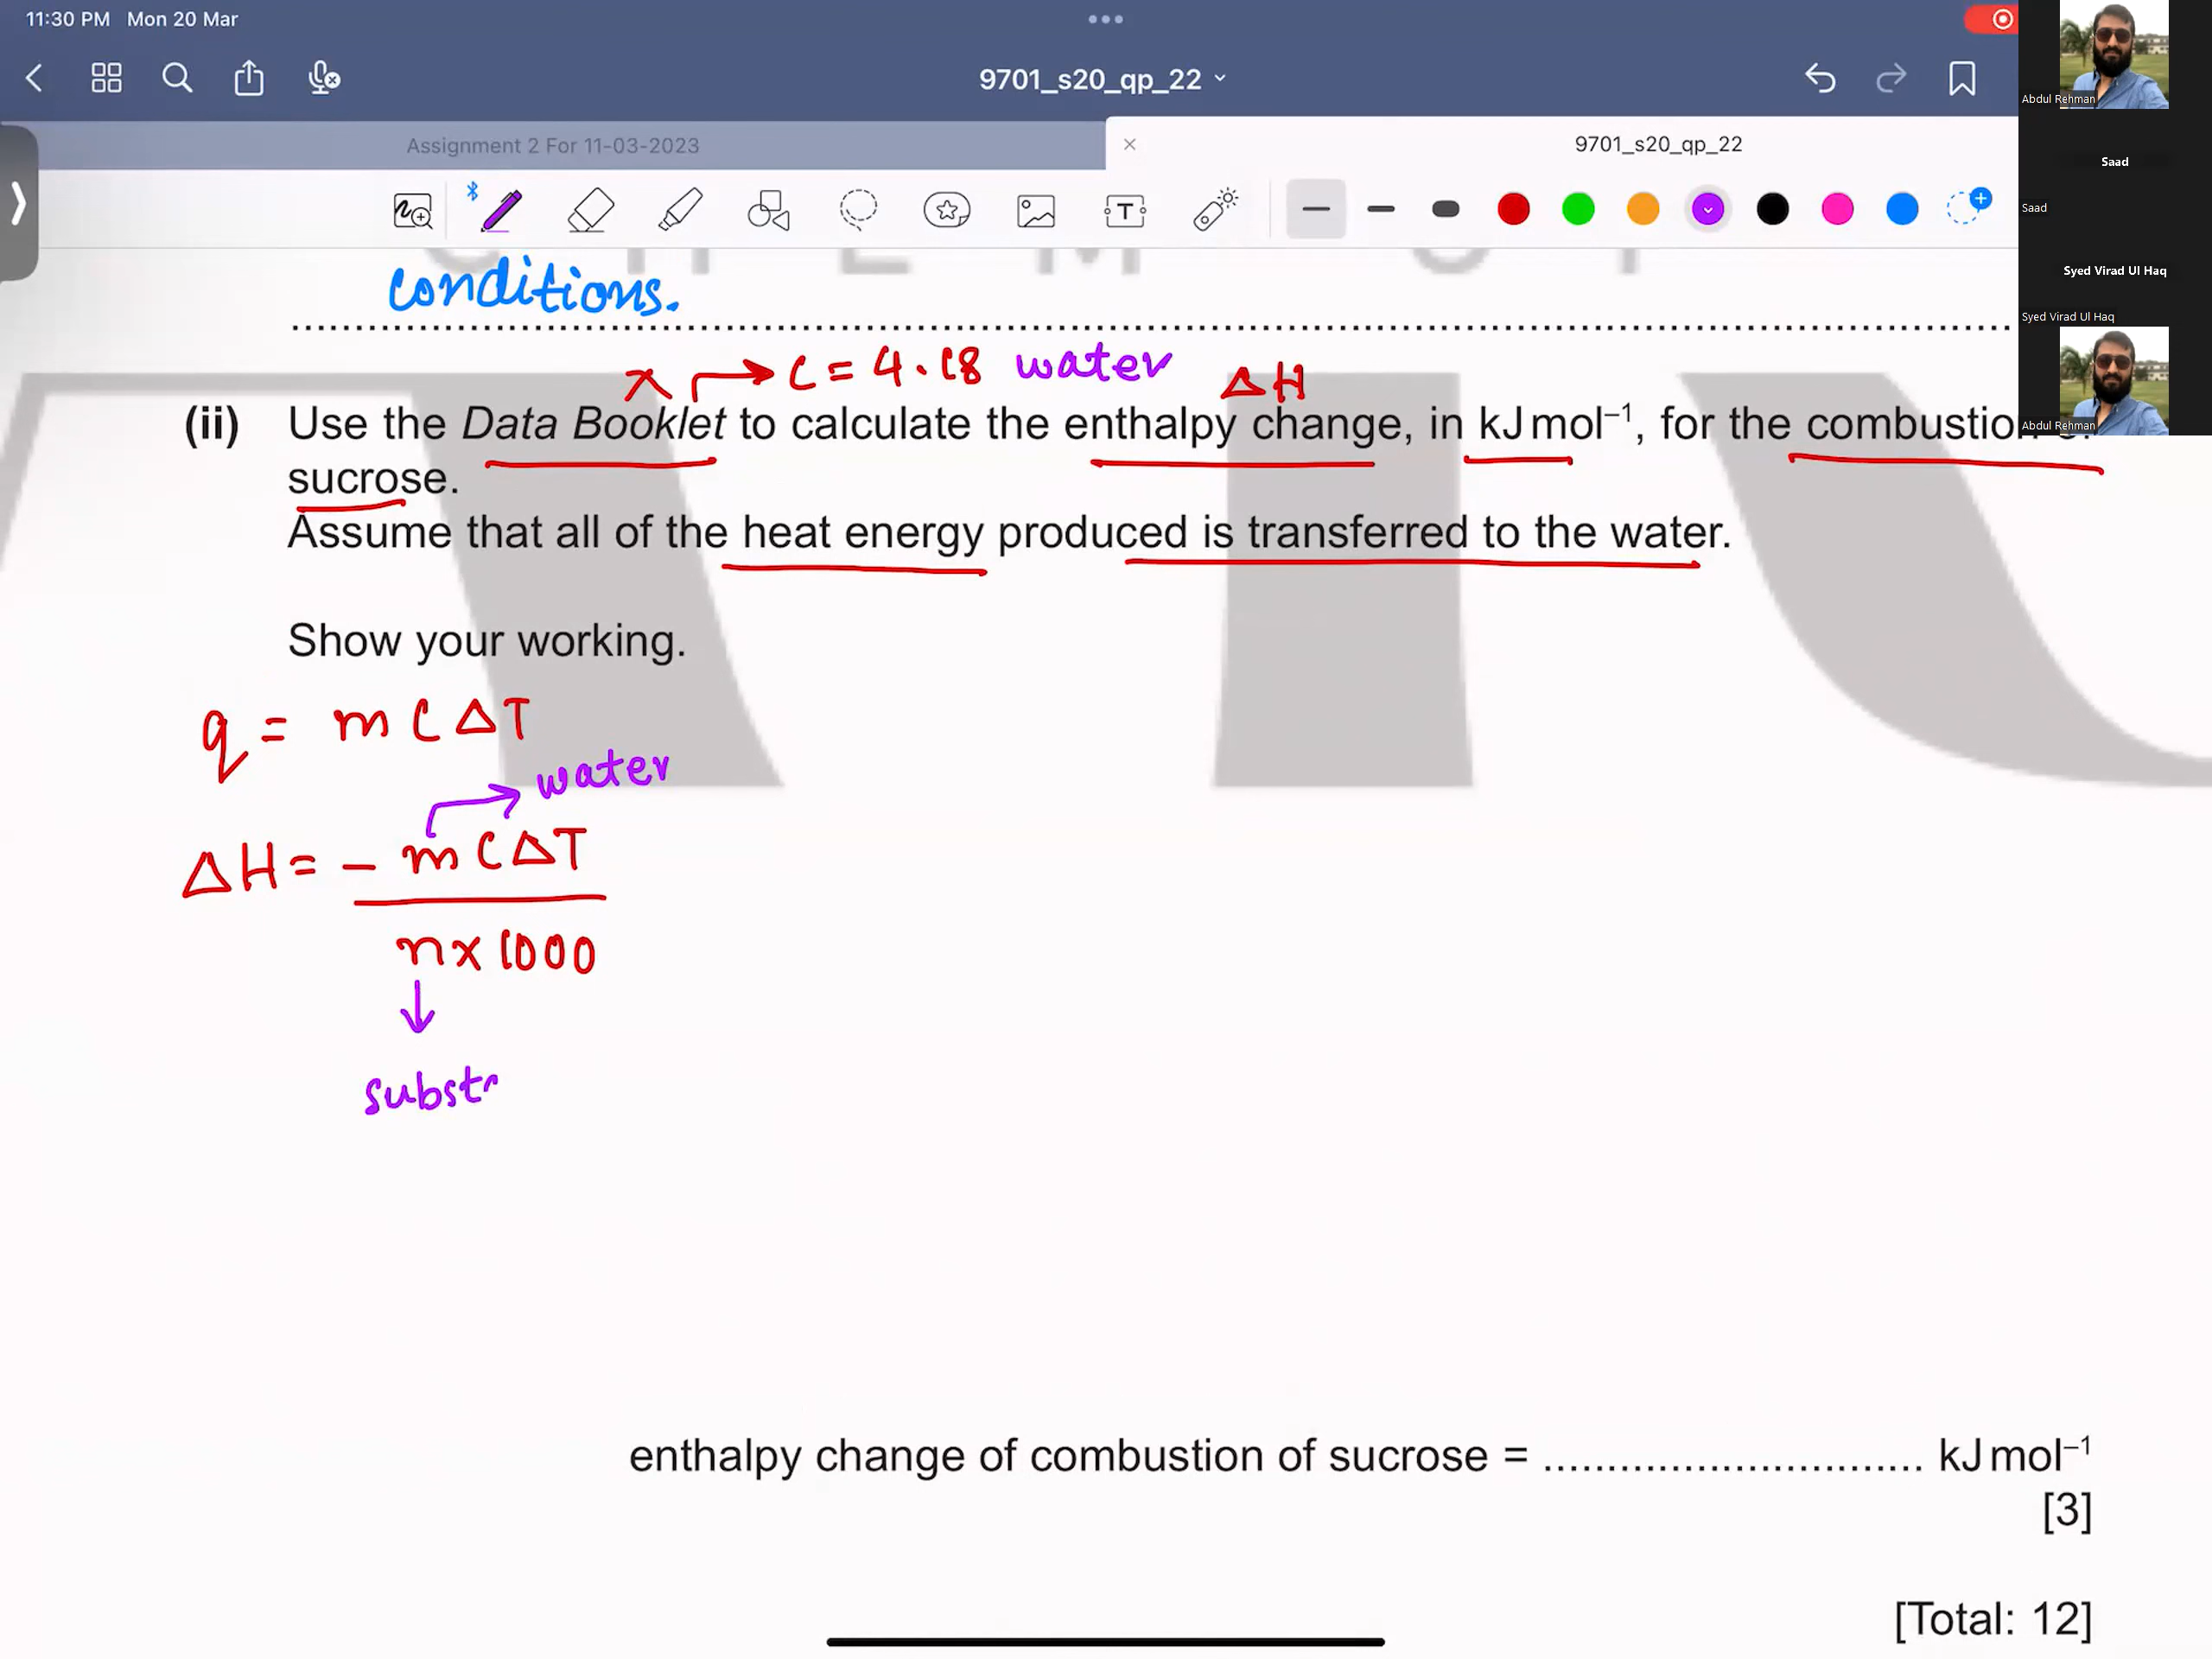 11:30 PM Mon 20 Mar
9701_s20_qp_22
Abdul Rehman
Assignment 2 For 11-03-2023
9701_s20_qp_22
Saad
Saad
Syed Virad Ul Haq
Syed Virad Ul Haq
Abdul Rehman
conditions.
C = 4.18 water ΔH
(ii) Use the Data Booklet to calculate the enthalpy change, in kJ mol⁻¹, for the
sucrose.
Assume that all of the heat energy produced is transferred to the water.
Show your working.
q = m C Δ T
water
ΔH = - m C Δ T
n x 1000
substr
enthalpy change of combustion of sucrose = .............................. kJ mol⁻¹
[3]
[Total: 12]